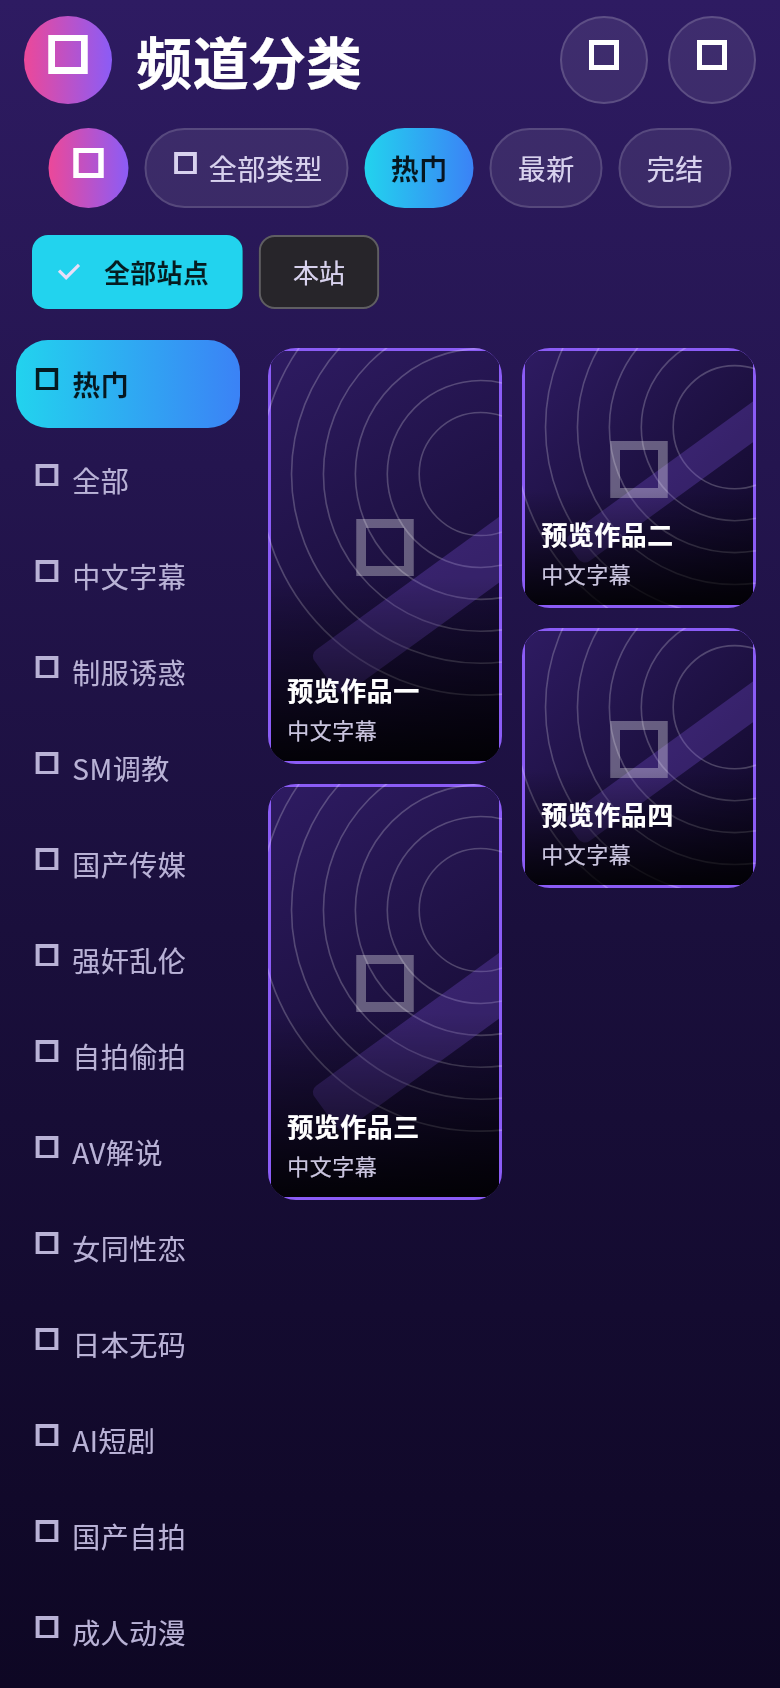 频道分类
全部类型
热门
最新
完结
全部站点
本站
热门
全部
中文字幕
制服诱惑
SM调教
国产传媒
强奸乱伦
自拍偷拍
AV解说
女同性恋
日本无码
AI短剧
国产自拍
成人动漫
预览作品一
中文字幕
预览作品二
中文字幕
预览作品三
中文字幕
预览作品四
中文字幕